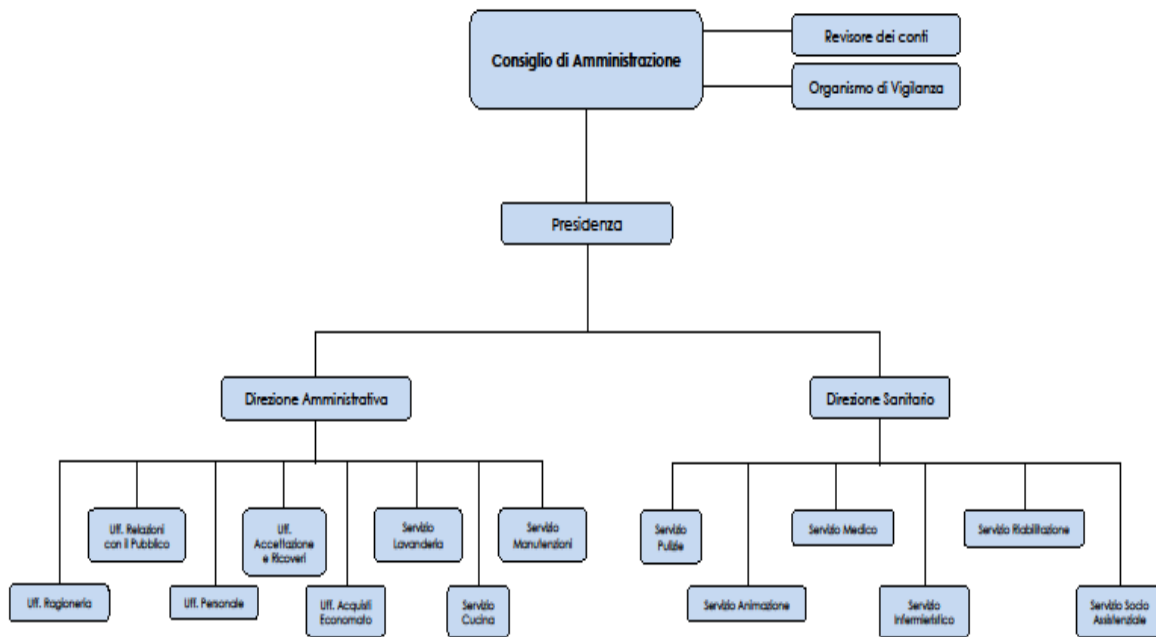 Consiglio di Amministrazione
Revisore dei conti
Organismo di Vigilanza
Presidenza
Direzione Amministrativa
Direzione Sanitario
Uff. Relazioni
con il Pubblico
Uff.
Accettazione
e Ricoveri
Servizio
Lavanderia
Servizio
Manutenzioni
Servizio
Pulizie
Servizio Medico
Servizio Riabilitazione
Uff. Ragioneria
Uff. Personale
Uff. Acquisti
Economato
Servizio
Cucina
Servizio Animazione
Servizio
Infermieristico
Servizio Socio
Assistenziale